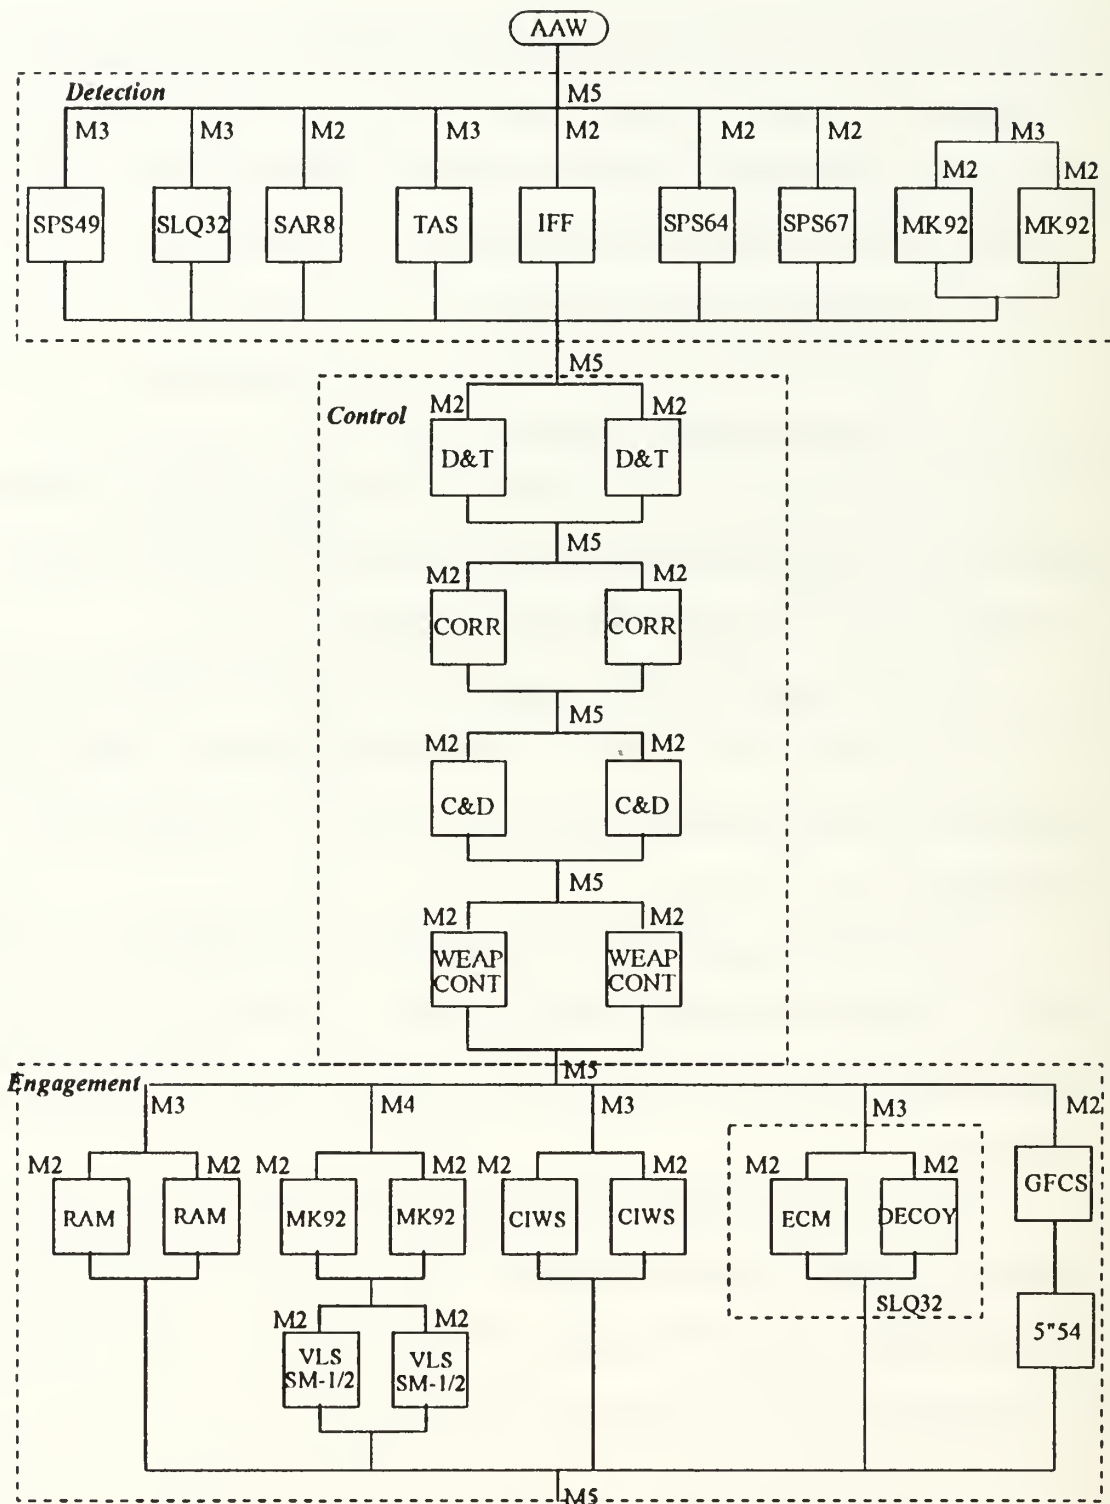 AAW
Detection
M5
M3 M3 M2 M3 M2 M2 M2 M3
M2 M2
SPS49 SLQ32 SAR8 TAS IFF SPS64 SPS67 MK92 MK92
M5
Control
M2 M2
D&T D&T
M5
M2 M2
CORR CORR
M5
M2 M2
C&D C&D
M5
M2 M2
WEAP CONT WEAP CONT
M5
Engagement
M3 M4 M3 M3 M2
M2 M2 M2 M2 M2 M2 M2 M2
RAM RAM MK92 MK92 CIWS CIWS ECM DECOY GFCS
SLQ32
M2 M2
VLS SM-1/2 VLS SM-1/2 5"54
M5